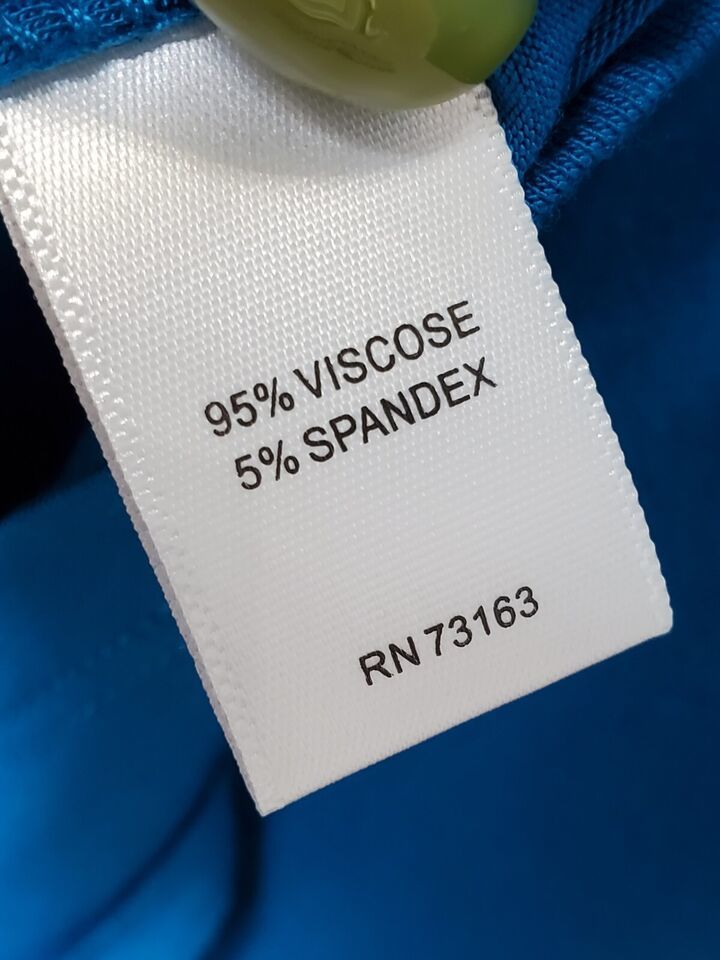 95% VISCOSE
5% SPANDEX
RN 73163